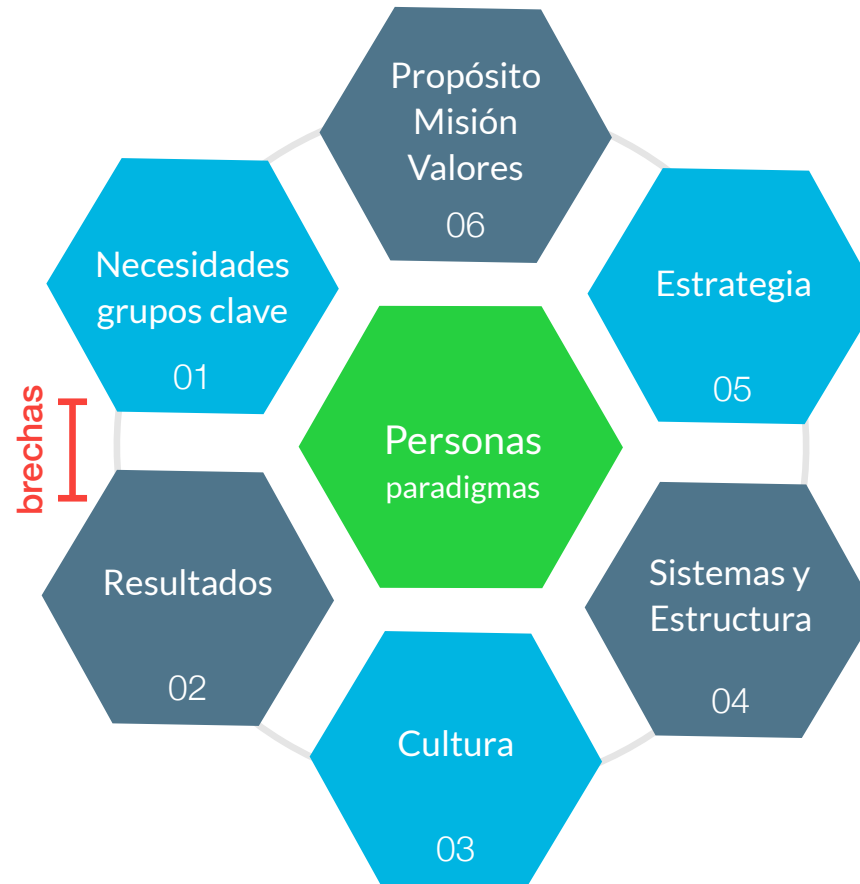 Propósito
Misión
Valores
06
Necesidades
grupos clave
01
Estrategia
05
brechas
Personas
paradigmas
Resultados
02
Sistemas y
Estructura
04
Cultura
03